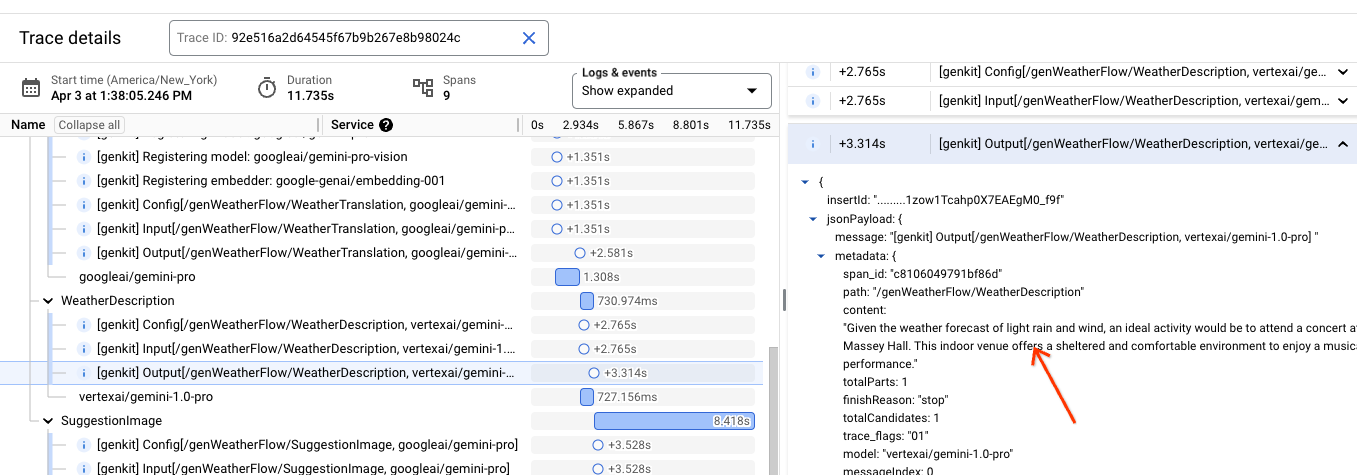 Trace details
Trace ID: 92e516a2d64545f67b9b267e8b98024c
Start time (America/New_York)
Apr 3 at 1:38:05.246 PM
Duration
11.735s
Spans
9
Logs & events
Show expanded
Name
Collapse all
Service
0s 2.934s 5.867s 8.801s 11.735s
[genkit] Registering model: googleai/gemini-pro-vision +1.351s
[genkit] Registering embedder: google-genai/embedding-001 +1.351s
[genkit] Config[/genWeatherFlow/WeatherTranslation, googleai/gemini-... +1.351s
[genkit] Input[/genWeatherFlow/WeatherTranslation, googleai/gemini-p... +1.351s
[genkit] Output[/genWeatherFlow/WeatherTranslation, googleai/gemini-... +2.581s
googleai/gemini-pro 1.308s
WeatherDescription 730.974ms
[genkit] Config[/genWeatherFlow/WeatherDescription, vertexai/gemini-... +2.765s
[genkit] Input[/genWeatherFlow/WeatherDescription, vertexai/gemini-1.... +2.765s
[genkit] Output[/genWeatherFlow/WeatherDescription, vertexai/gemini-... +3.314s
vertexai/gemini-1.0-pro 727.156ms
SuggestionImage 8.418s
[genkit] Config[/genWeatherFlow/SuggestionImage, googleai/gemini-pro] +3.528s
[genkit] Input[/genWeatherFlow/SuggestionImage, googleai/gemini-pro] +3.528s
+2.765s [genkit] Config[/genWeatherFlow/WeatherDescription, vertexai/ge...
+2.765s [genkit] Input[/genWeatherFlow/WeatherDescription, vertexai/gem...
+3.314s [genkit] Output[/genWeatherFlow/WeatherDescription, vertexai/ge...
{
insertId: ".........1zow1Tcahp0X7EAEgM0_f9f"
jsonPayload: {
message: "[genkit] Output[/genWeatherFlow/WeatherDescription, vertexai/gemini-1.0-pro] "
metadata: {
span_id: "c8106049791bf86d"
path: "/genWeatherFlow/WeatherDescription"
content:
"Given the weather forecast of light rain and wind, an ideal activity would be to attend a concert a
Massey Hall. This indoor venue offers a sheltered and comfortable environment to enjoy a music
performance."
totalParts: 1
finishReason: "stop"
totalCandidates: 1
trace_flags: "01"
model: "vertexai/gemini-1.0-pro"
messageIndex: 0